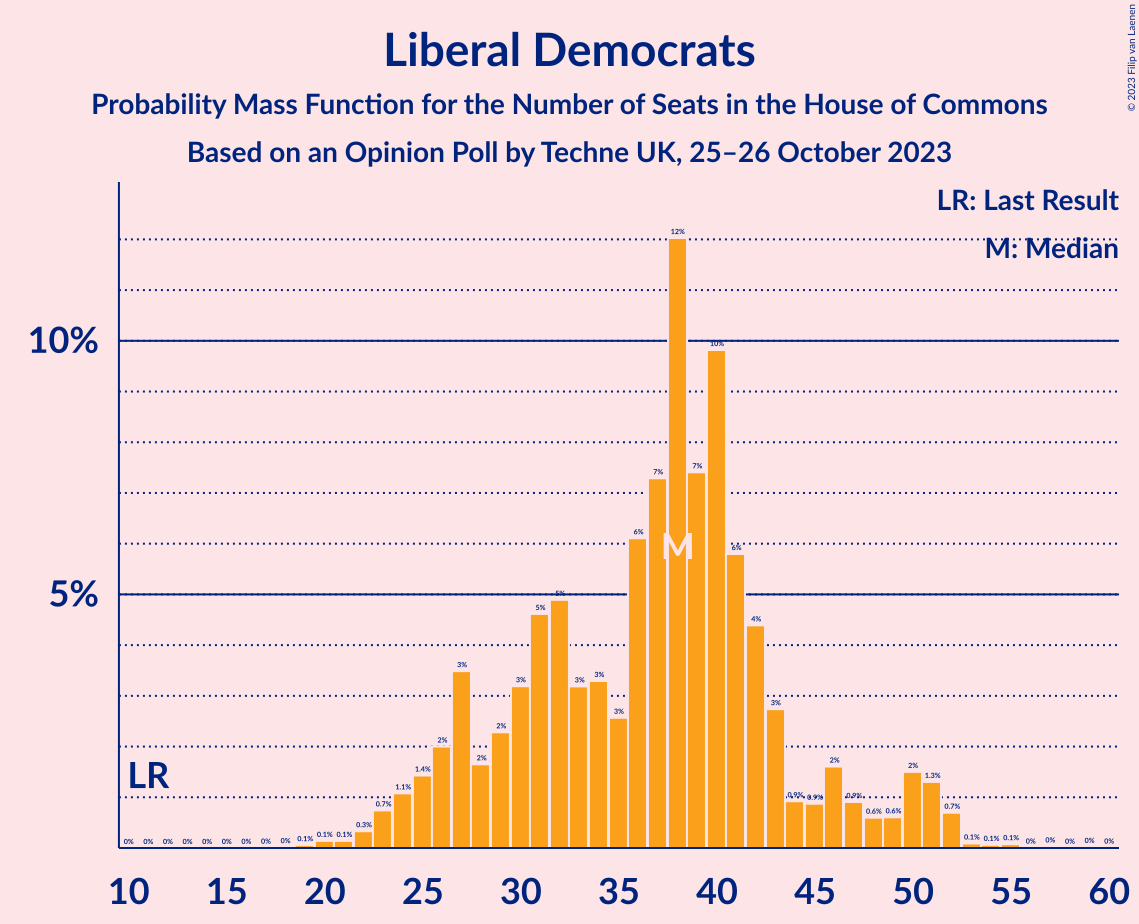 © 2023 Filip van Laenen
Liberal Democrats
Probability Mass Function for the Number of Seats in the House of Commons
Based on an Opinion Poll by Techne UK, 25–26 October 2023
LR: Last Result
M: Median
10%
5%
LR
M
0% 0% 0% 0% 0% 0% 0% 0% 0% 0.1% 0.1% 0.1% 0.3% 0.7% 1.1% 1.4% 2% 3% 2% 2% 3% 5% 5% 3% 3% 3% 6% 7% 12% 7% 10% 6% 4% 3% 0.9% 0.9% 2% 0.9% 0.6% 0.6% 2% 1.3% 0.7% 0.1% 0.1% 0.1% 0% 0% 0% 0% 0%
10 15 20 25 30 35 40 45 50 55 60